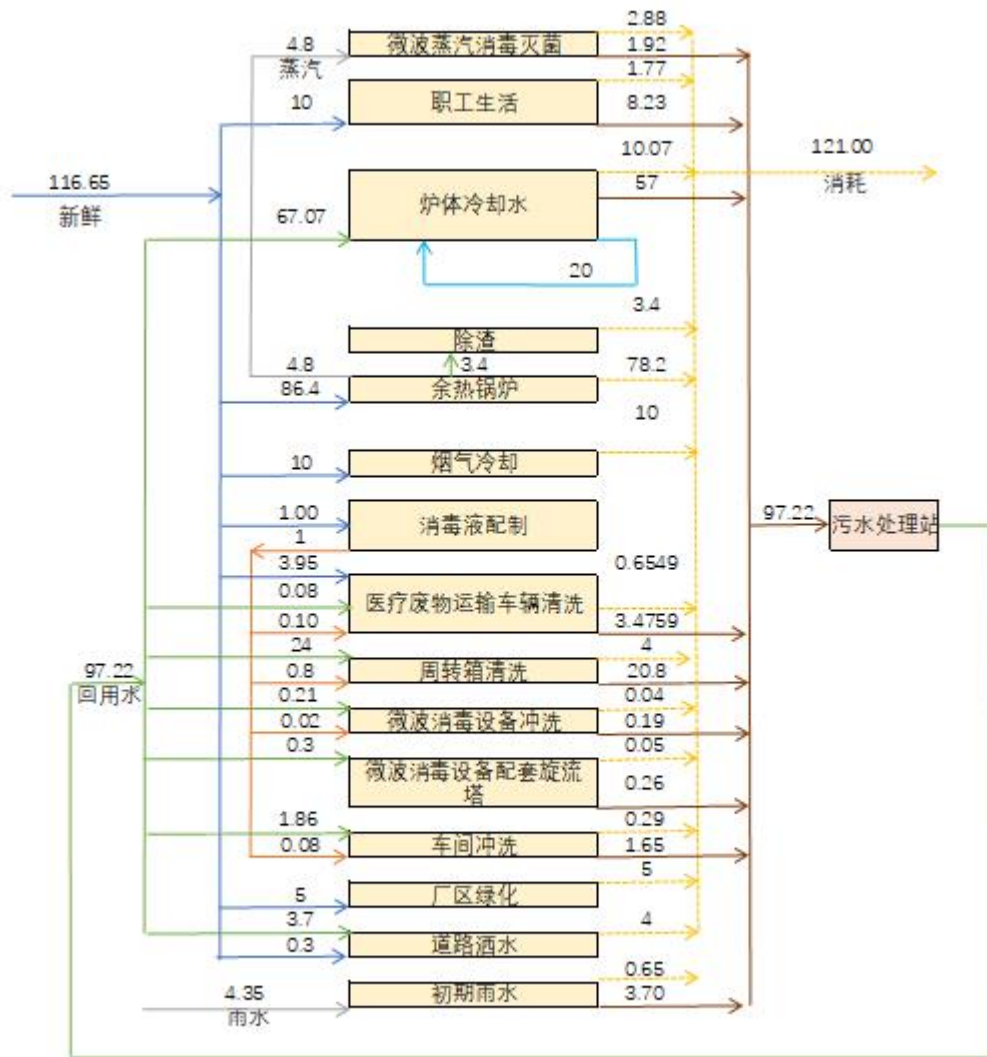 2.88
4.8
微波蒸汽消毒灭菌
1.92
蒸汽
1.77
10
职工生活
8.23
10.07
121.00
116.65
57
消耗
新鲜
67.07
炉体冷却水
20
3.4
除渣
4.8
3.4
78.2
86.4
余热锅炉
10
10
烟气冷却
1.00
消毒液配制
97.22
污水处理站
1
3.95
0.6549
0.08
医疗废物运输车辆清洗
0.10
3.4759
24
4
97.22
0.8
周转箱清洗
20.8
回用水
0.21
0.04
0.02
微波消毒设备冲洗
0.19
0.3
0.05
微波消毒设备配套旋流
塔
0.26
1.86
0.29
0.08
车间冲洗
1.65
5
5
厂区绿化
3.7
4
0.3
道路洒水
0.65
4.35
初期雨水
3.70
雨水